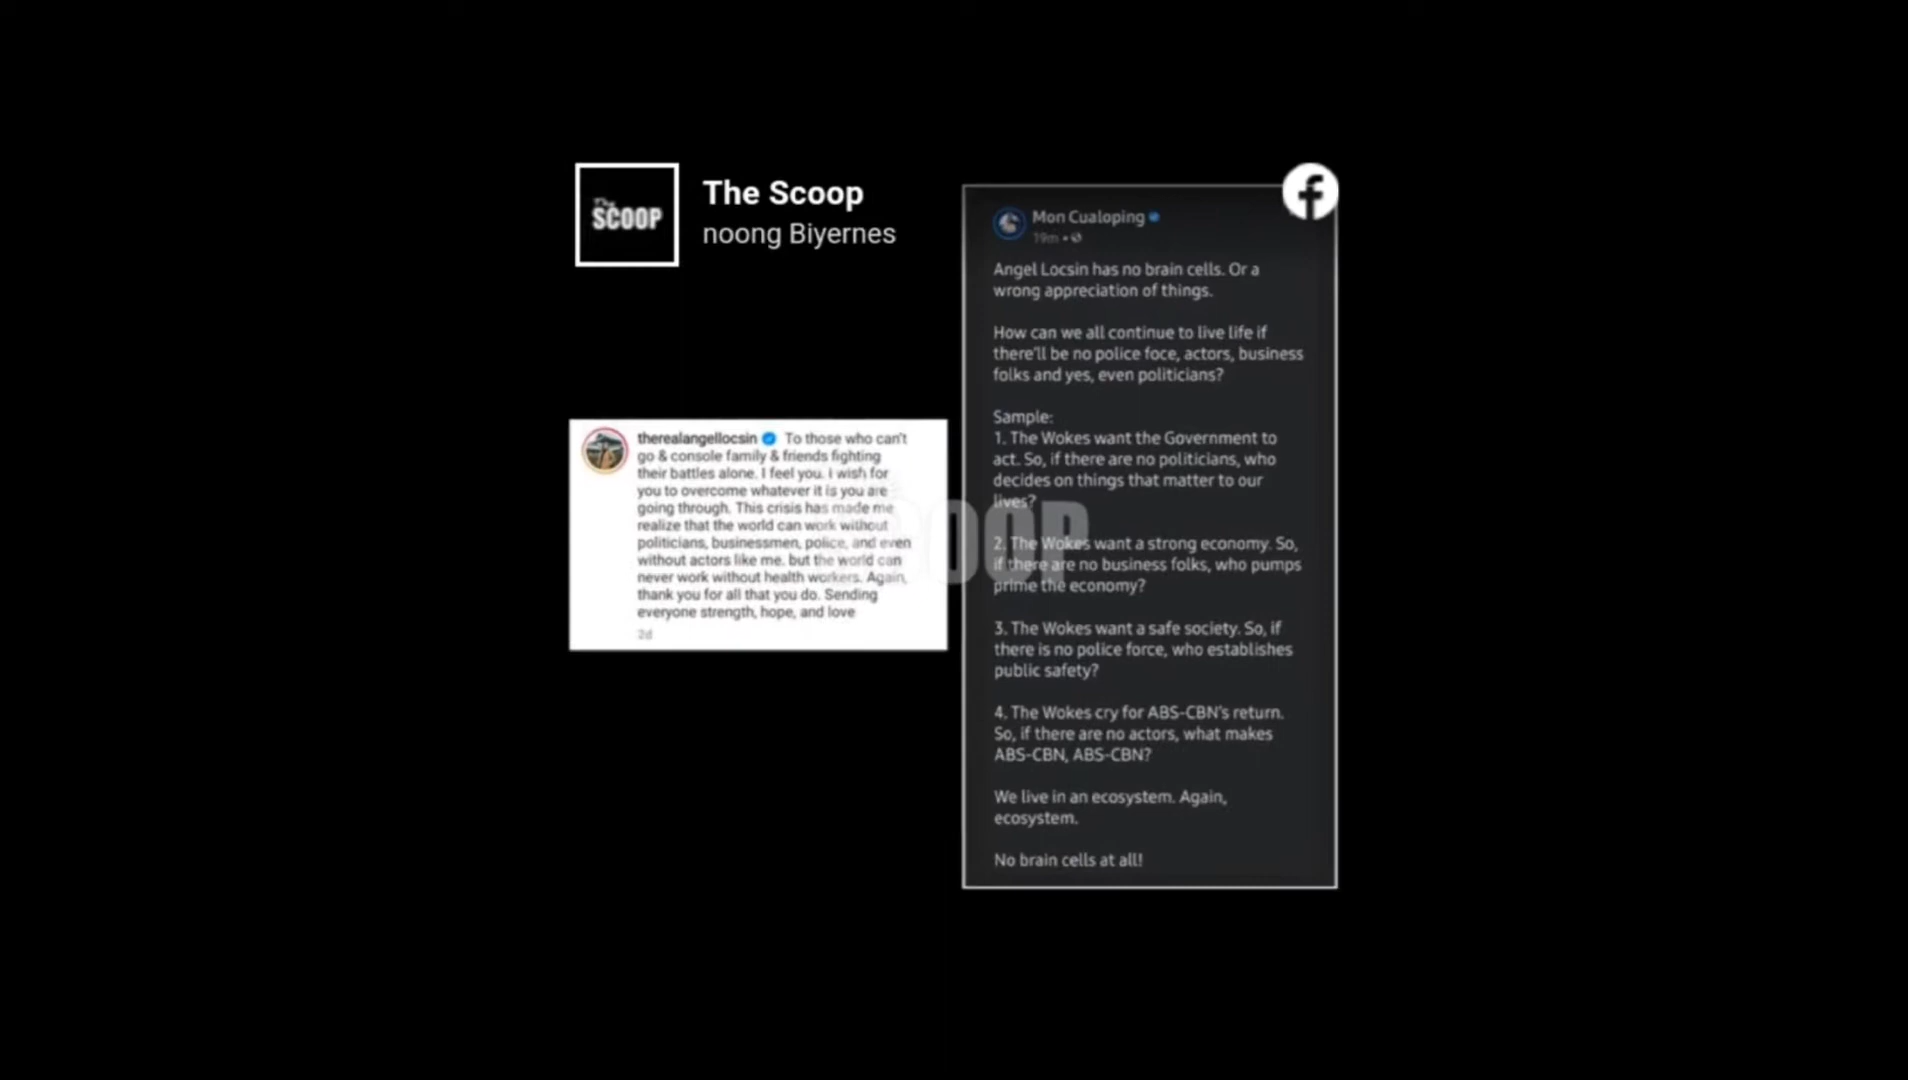 The
SCOOP
The Scoop
noong Biyernes
therealangellocsin To those who can't
go & console family & friends fighting
their battles alone. I feel you. I wish for
you to overcome whatever it is you are
going through. This crisis has made me
realize that the world can work without
politicians, businessmen, police, and even
without actors like me. but the world can
never work without health workers. Again,
thank you for all that you do. Sending
everyone strength, hope, and love
2d
Mon Cualoping
19m
Angel Locsin has no brain cells. Or a
wrong appreciation of things.
How can we all continue to live life if
there'll be no police foce, actors, business
folks and yes, even politicians?
Sample:
1. The Wokes want the Government to
act. So, if there are no politicians, who
decides on things that matter to our
lives?
2. The Wokes want a strong economy. So,
if there are no business folks, who pumps
prime the economy?
3. The Wokes want a safe society. So, if
there is no police force, who establishes
public safety?
4. The Wokes cry for ABS-CBN's return.
So, if there are no actors, what makes
ABS-CBN, ABS-CBN?
We live in an ecosystem. Again,
ecosystem.
No brain cells at all!